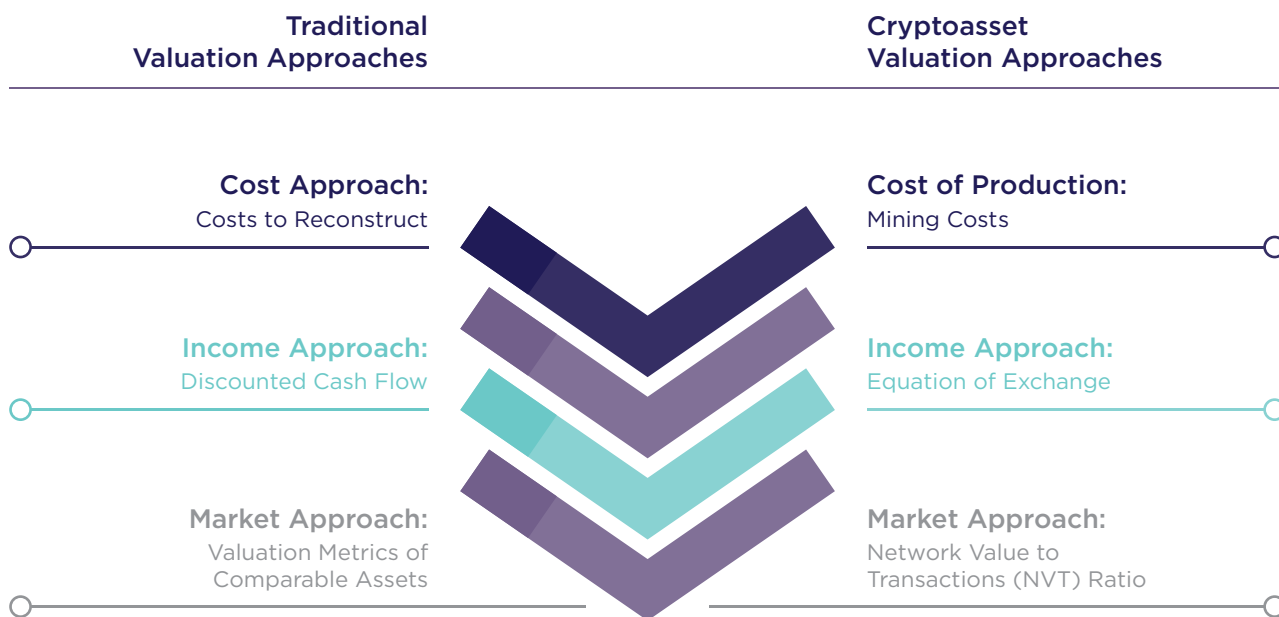 Traditional
Valuation Approaches
Cryptoasset
Valuation Approaches
Cost Approach:
Costs to Reconstruct
Cost of Production:
Mining Costs
Income Approach:
Discounted Cash Flow
Income Approach:
Equation of Exchange
Market Approach:
Valuation Metrics of
Comparable Assets
Market Approach:
Network Value to
Transactions (NVT) Ratio